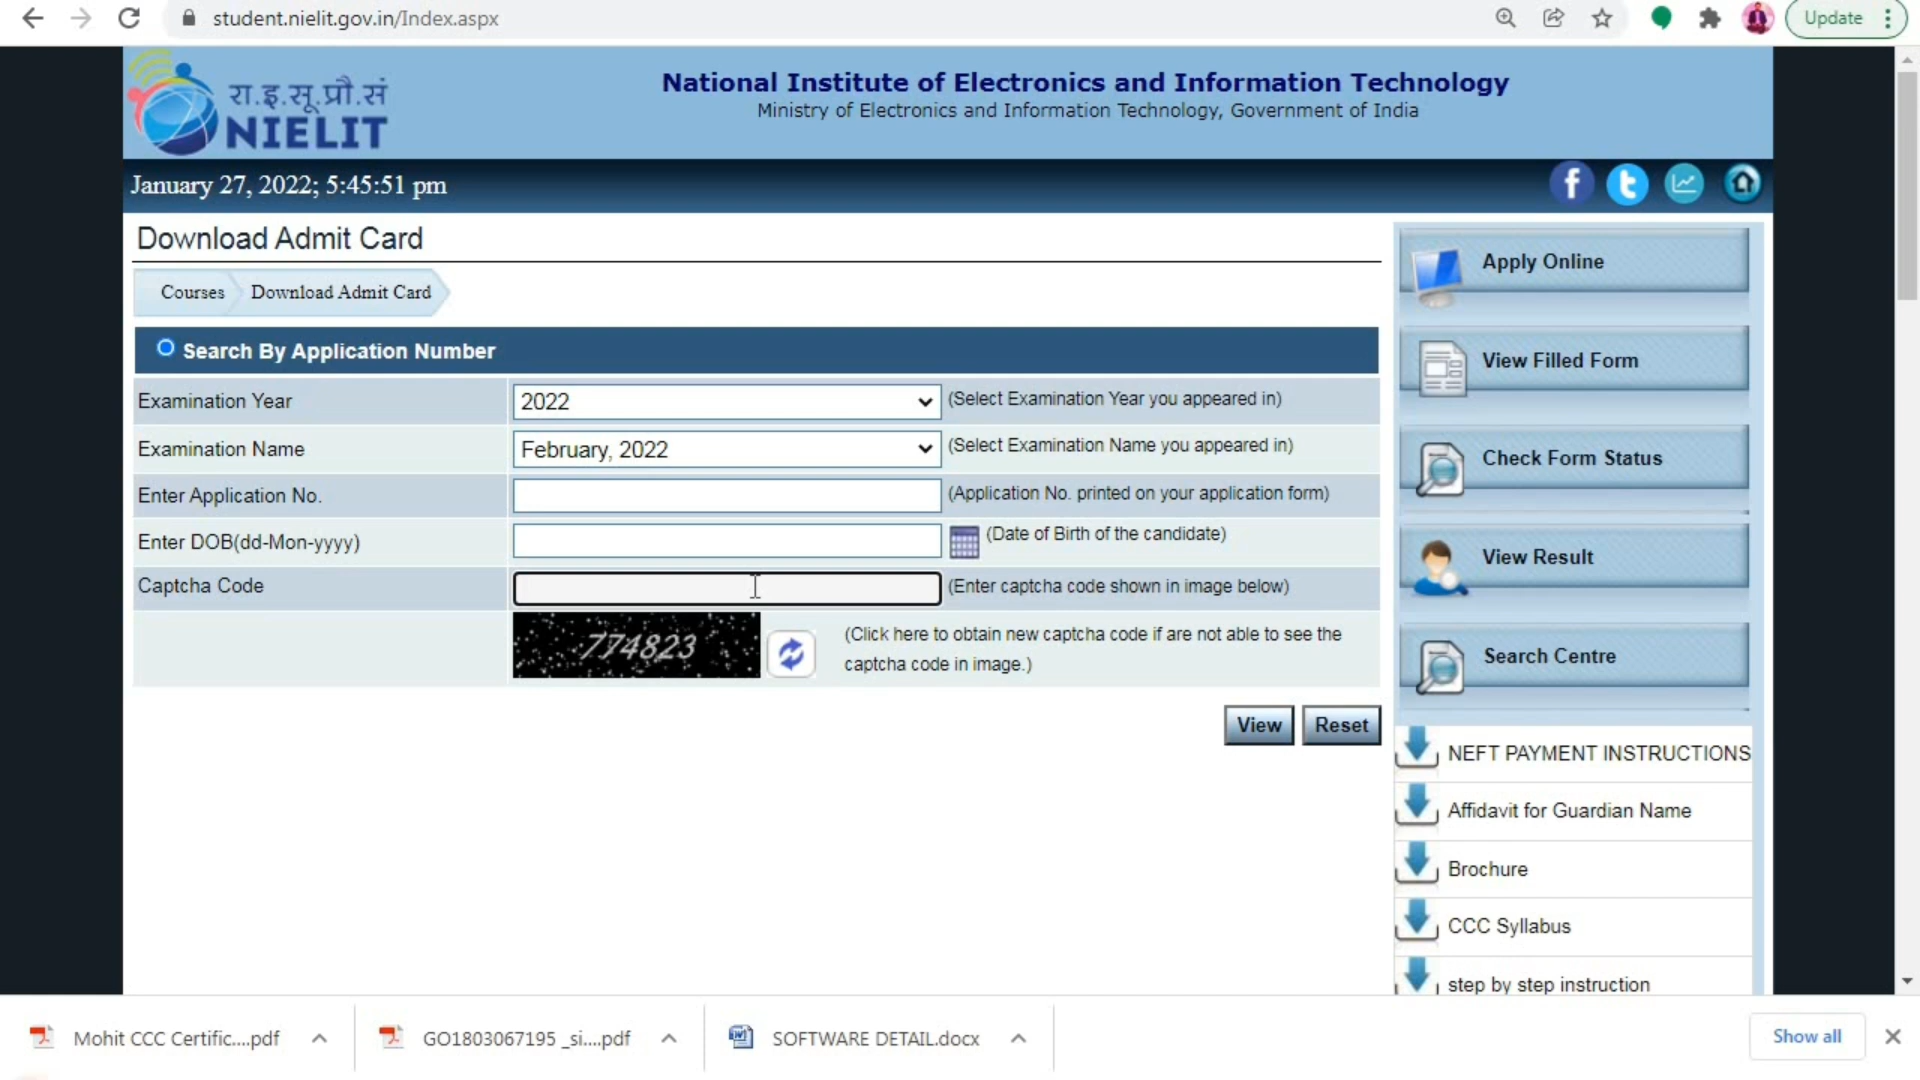 student.nielit.gov.in/Index.aspx
Update
रा.इ.सू.प्रौ.सं
NIELIT
National Institute of Electronics and Information Technology
Ministry of Electronics and Information Technology, Government of India
January 27, 2022; 5:45:51 pm
Download Admit Card
Courses
Download Admit Card
Search By Application Number
Examination Year
2022
(Select Examination Year you appeared in)
Examination Name
February, 2022
(Select Examination Name you appeared in)
Enter Application No.
(Application No. printed on your application form)
Enter DOB(dd-Mon-yyyy)
(Date of Birth of the candidate)
Captcha Code
(Enter captcha code shown in image below)
774823
(Click here to obtain new captcha code if are not able to see the
captcha code in image.)
View
Reset
Apply Online
View Filled Form
Check Form Status
View Result
Search Centre
NEFT PAYMENT INSTRUCTIONS
Affidavit for Guardian Name
Brochure
CCC Syllabus
step by step instruction
Mohit CCC Certific....pdf
GO1803067195 _si....pdf
SOFTWARE DETAIL.docx
Show all